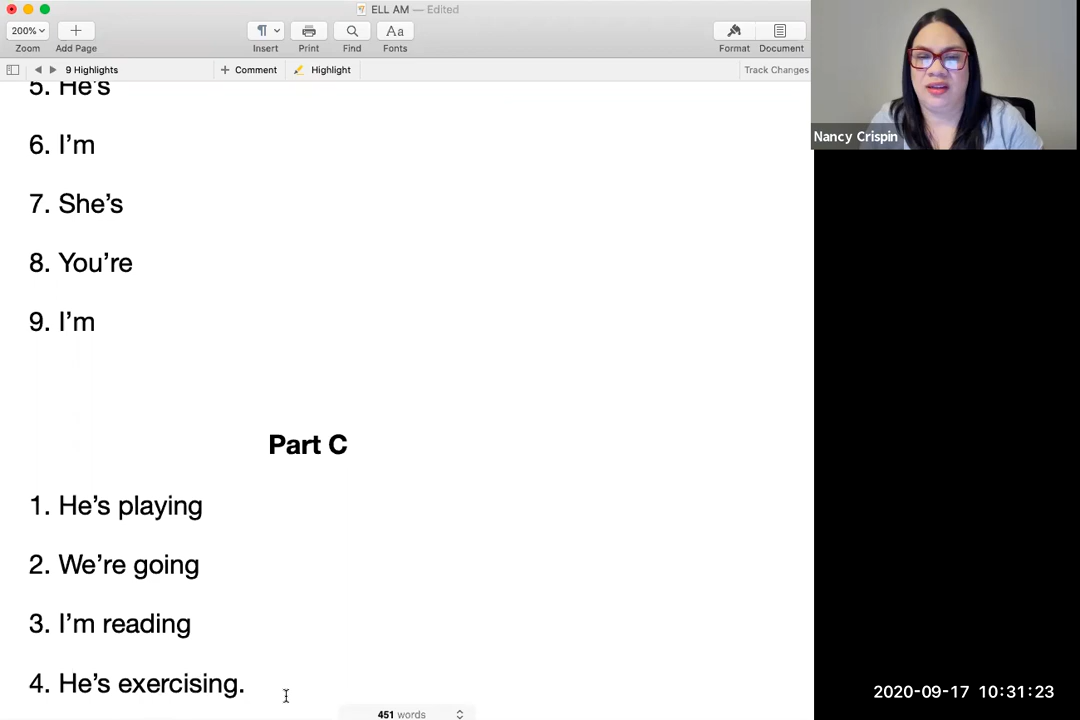 ELL AM — Edited
200%
Zoom
Add Page
Insert
Print
Find
Aa
Fonts
Format
Document
9 Highlights
+ Comment
Highlight
Track Changes
5. He's
6. I’m
7. She’s
8. You’re
9. I’m
Part C
1. He’s playing
2. We’re going
3. I’m reading
4. He’s exercising.
451 words
Nancy Crispin
2020-09-17 10:31:23